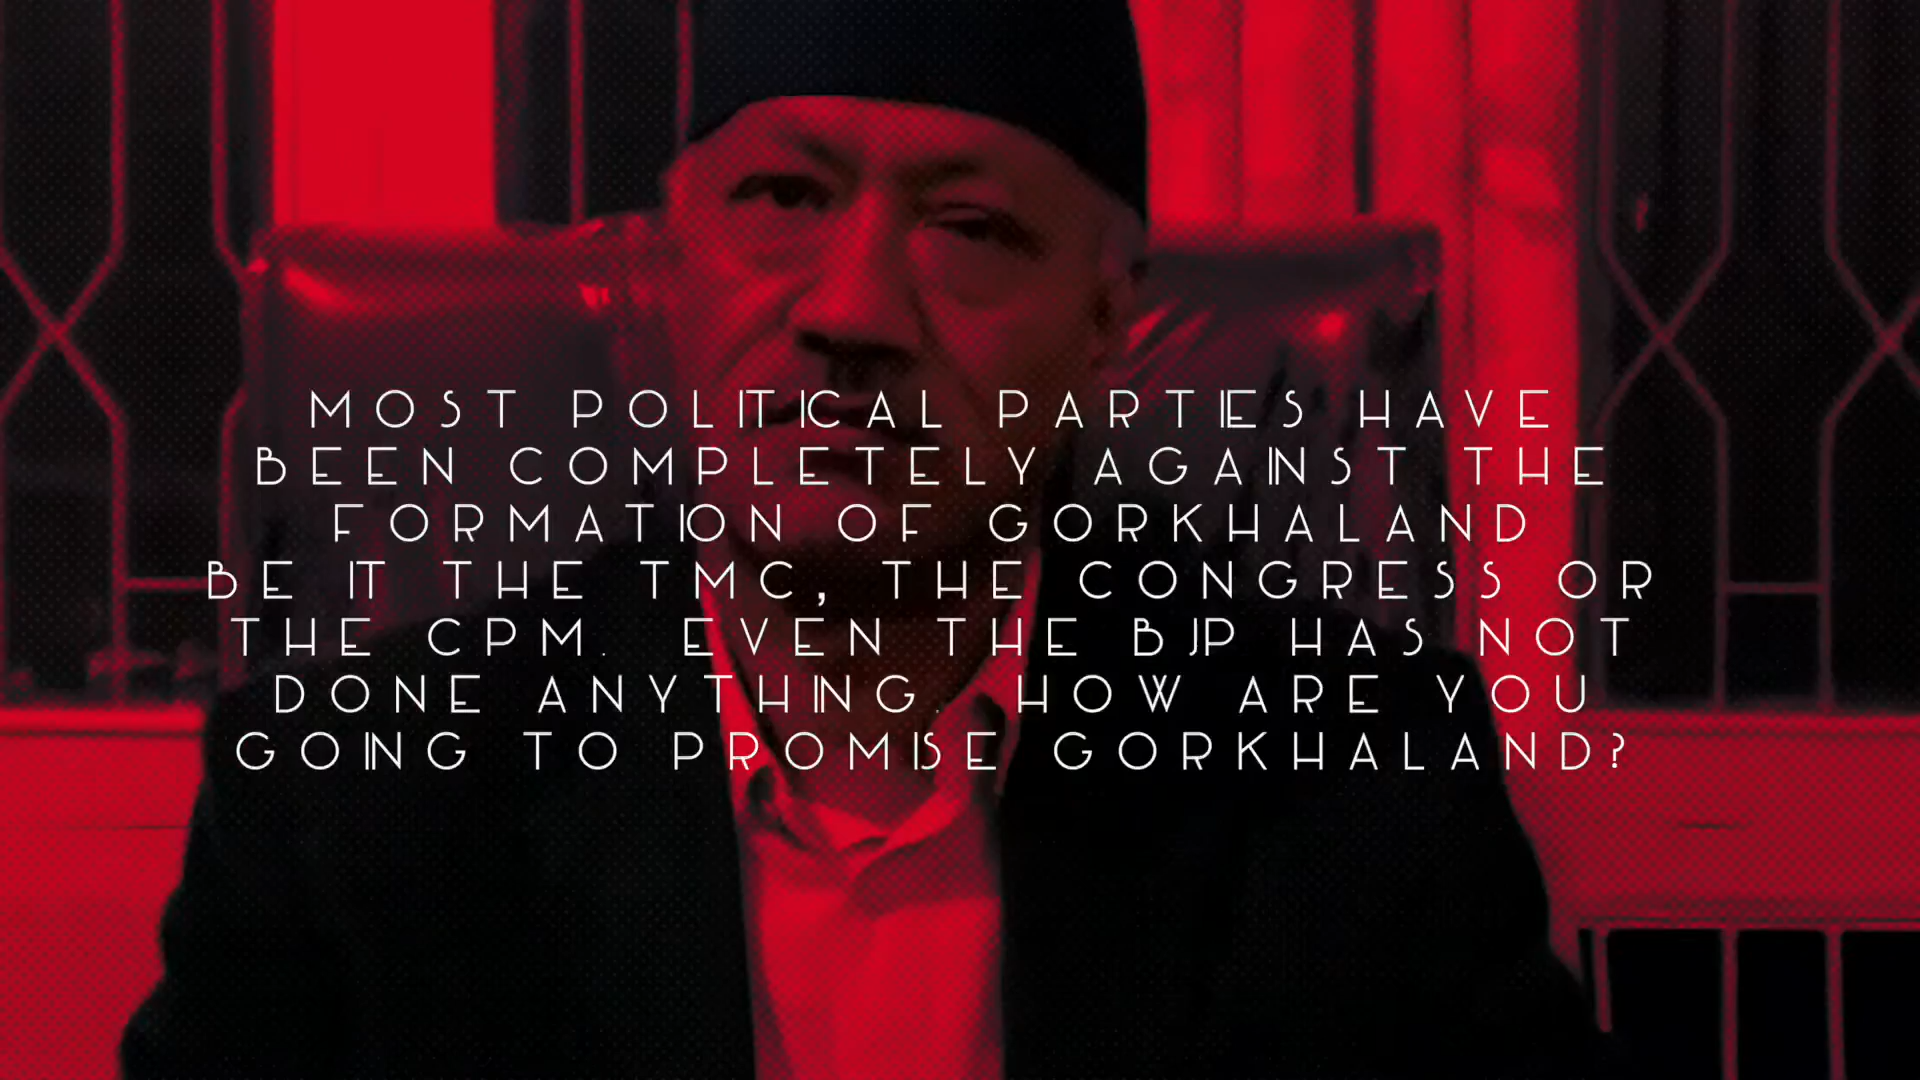 MOST POLITICAL PARTIES HAVE
BEEN COMPLETELY AGAINST THE
FORMATION OF GORKHALAND
BE IT THE TMC, THE CONGRESS OR
THE CPM. EVEN THE BJP HAS NOT
DONE ANYTHING. HOW ARE YOU
GOING TO PROMISE GORKHALAND?